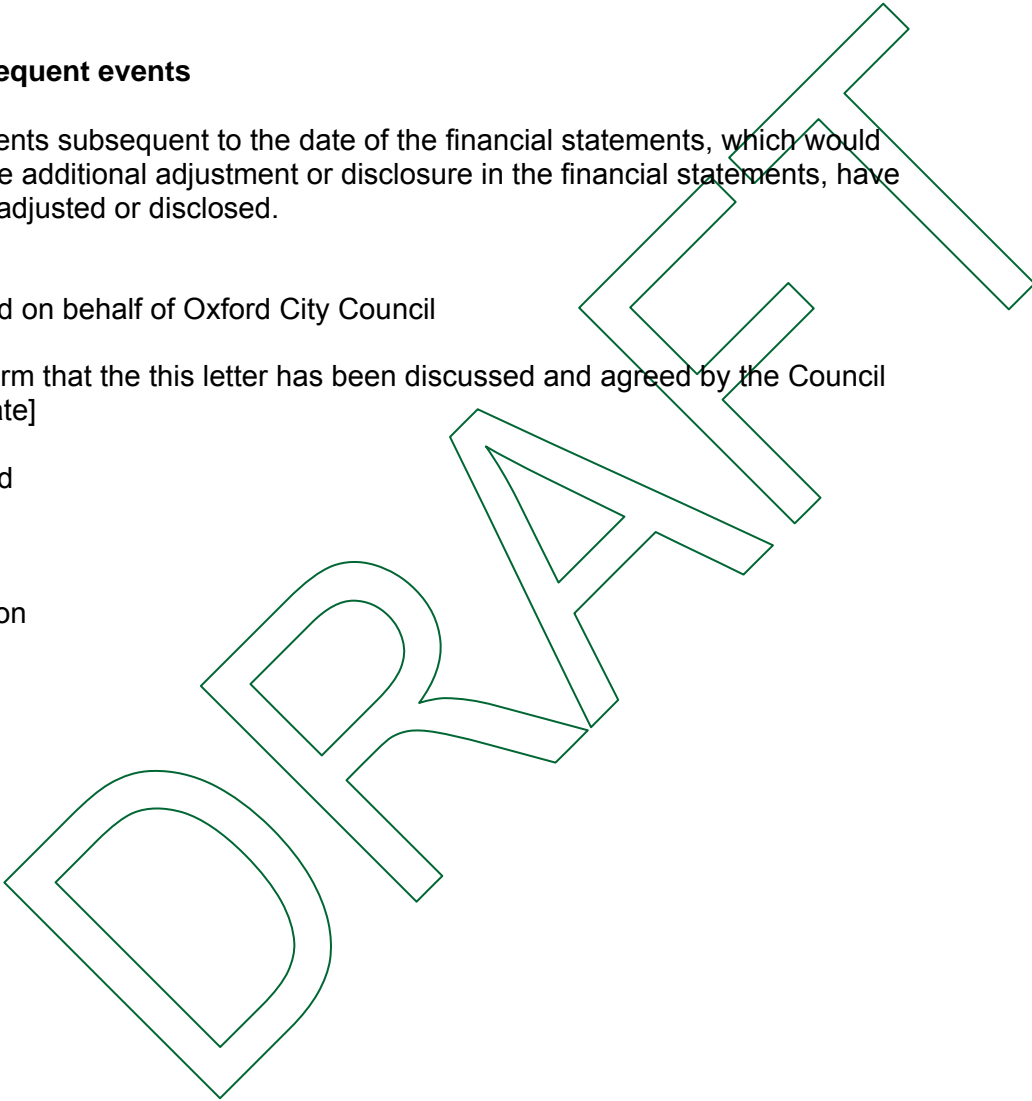 equent events
ents subsequent to the date of the financial statements, which would
e additional adjustment or disclosure in the financial statements, have
adjusted or disclosed.
d on behalf of Oxford City Council
rm that the this letter has been discussed and agreed by the Council
ate]
d
on
DRAFT